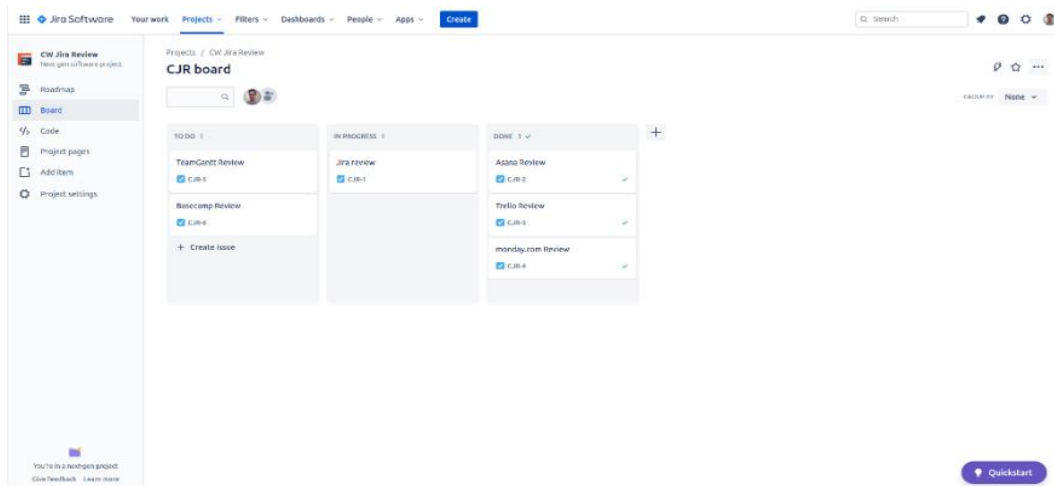 Jira Software Your work Projects Filters Dashboards People Apps Create Search
CW Jira Review
Next-gen software project
Roadmap
Board
Code
Project pages
Add item
Project settings
You're in a next-gen project
Give feedback Learn more
Projects / CW Jira Review
CJR board
GROUP BY None
TO DO
TeamGantt Review
CJR-5
Basecamp Review
CJR-6
+ Create issue
IN PROGRESS 1
Jira review
CJR-1
DONE 3
Asana Review
CJR-2
Trello Review
CJR-3
monday.com Review
CJR-4
Quickstart